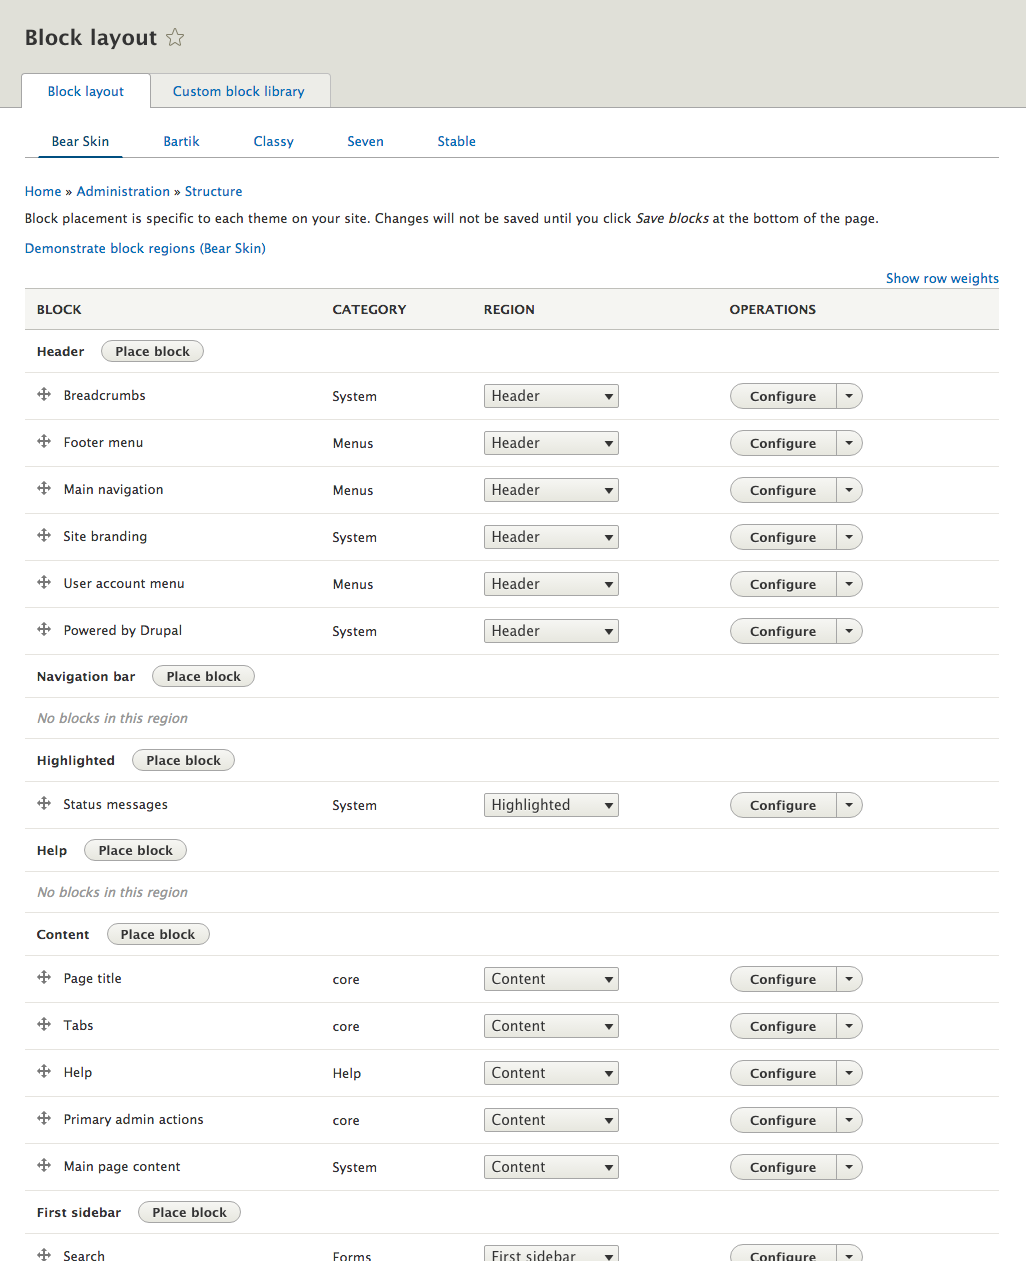 Block layout
Block layout Custom block library
Bear Skin Bartik Classy Seven Stable
Home » Administration » Structure
Block placement is specific to each theme on your site. Changes will not be saved until you click Save blocks at the bottom of the page.
Demonstrate block regions (Bear Skin)
Show row weights
BLOCK CATEGORY REGION OPERATIONS
Header Place block
Breadcrumbs System Header Configure
Footer menu Menus Header Configure
Main navigation Menus Header Configure
Site branding System Header Configure
User account menu Menus Header Configure
Powered by Drupal System Header Configure
Navigation bar Place block
No blocks in this region
Highlighted Place block
Status messages System Highlighted Configure
Help Place block
No blocks in this region
Content Place block
Page title core Content Configure
Tabs core Content Configure
Help Help Content Configure
Primary admin actions core Content Configure
Main page content System Content Configure
First sidebar Place block
Search Forms First sidebar Configure